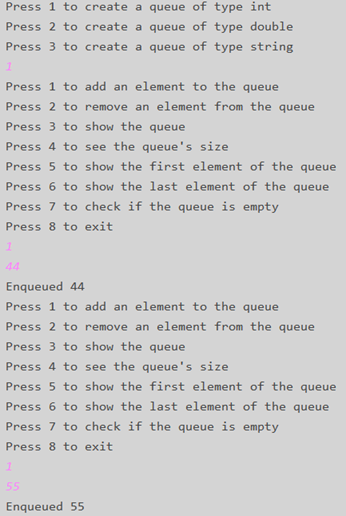 Press 1 to create a queue of type int
Press 2 to create a queue of type double
Press 3 to create a queue of type string
1
Press 1 to add an element to the queue
Press 2 to remove an element from the queue
Press 3 to show the queue
Press 4 to see the queue's size
Press 5 to show the first element of the queue
Press 6 to show the last element of the queue
Press 7 to check if the queue is empty
Press 8 to exit
1
44
Enqueued 44
Press 1 to add an element to the queue
Press 2 to remove an element from the queue
Press 3 to show the queue
Press 4 to see the queue's size
Press 5 to show the first element of the queue
Press 6 to show the last element of the queue
Press 7 to check if the queue is empty
Press 8 to exit
1
55
Enqueued 55